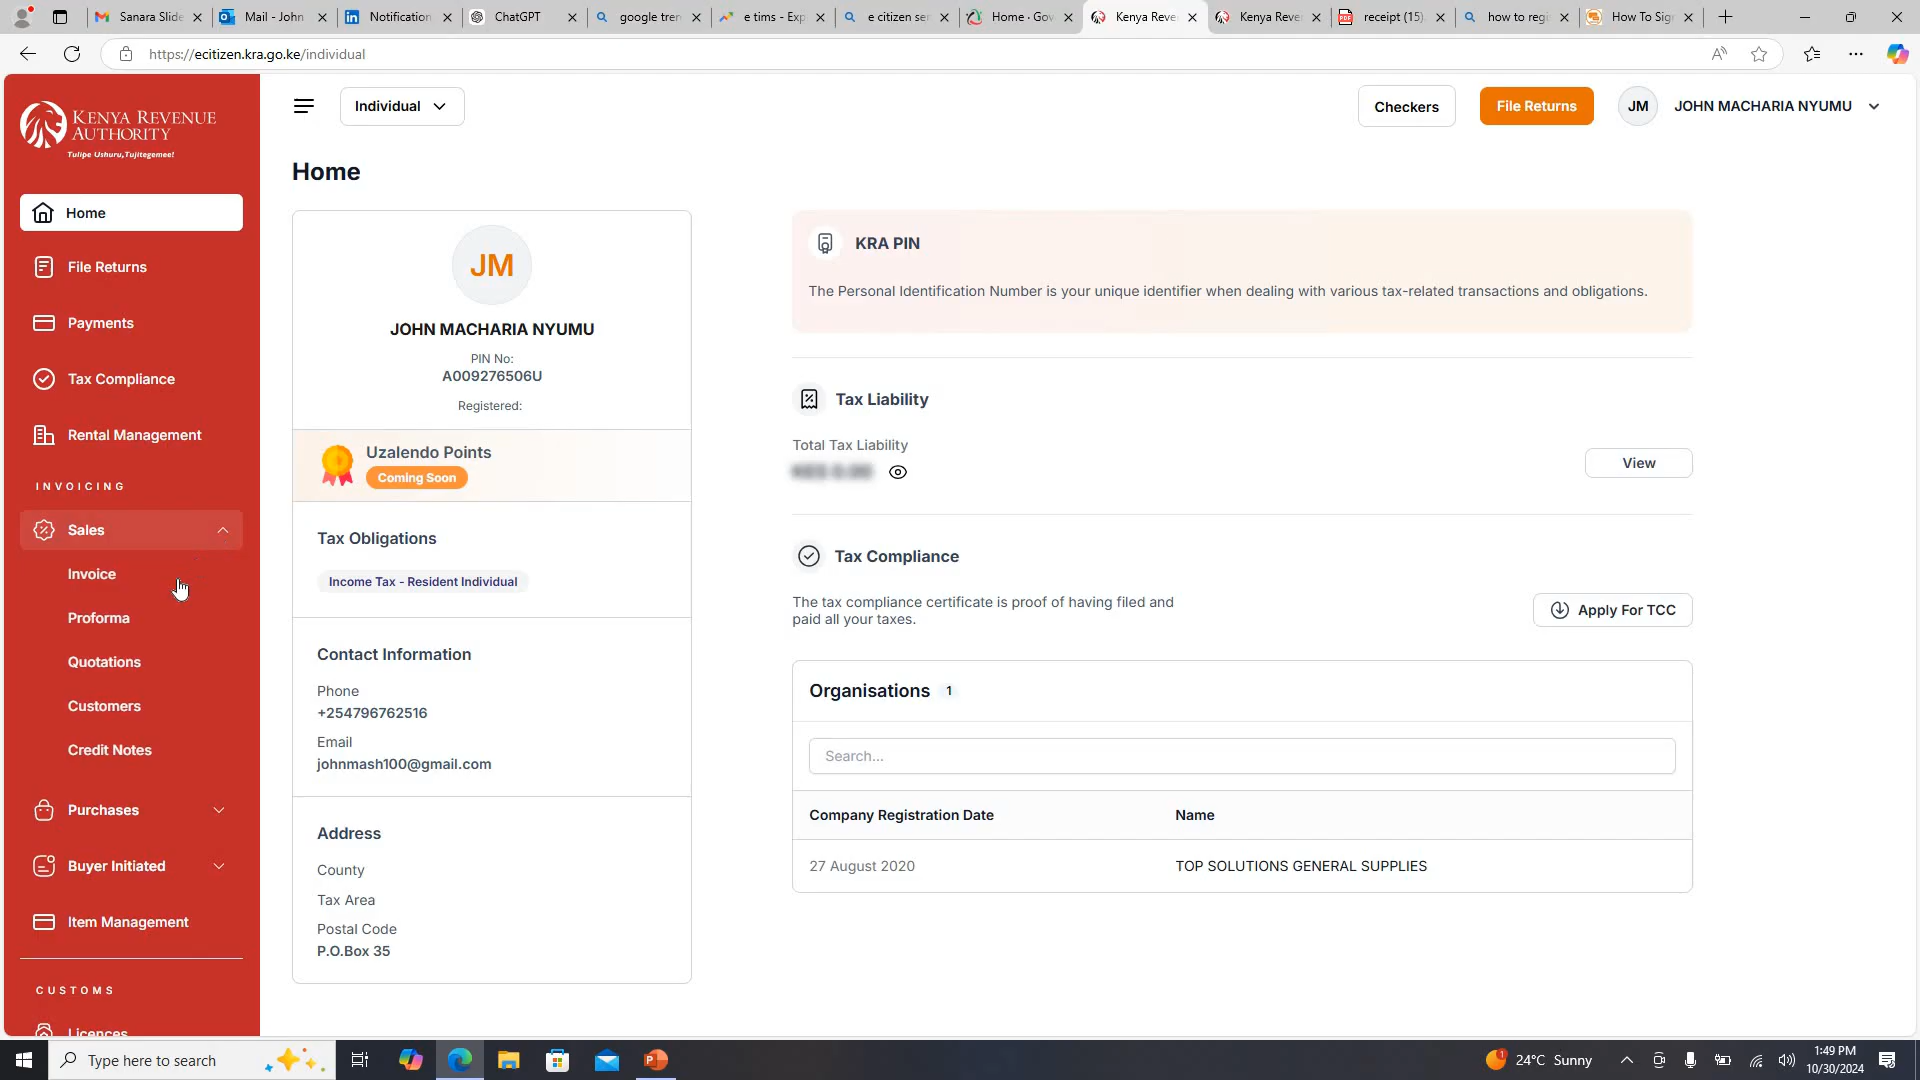 Sanara Slide
Mail - John
Notification
ChatGPT
google tren
e tims - Exp
e citizen ser
Home · Gov
Kenya Reve
Kenya Reve
receipt (15).
how to regi
How To Sig
https://ecitizen.kra.go.ke/individual
KENYA REVENUE
AUTHORITY
Tulipe Ushuru,Tujitegemee!
Individual
Checkers
File Returns
JM
JOHN MACHARIA NYUMU
Home
File Returns
Payments
Tax Compliance
Rental Management
INVOICING
Sales
Invoice
Proforma
Quotations
Customers
Credit Notes
Purchases
Buyer Initiated
Item Management
CUSTOMS
Licences
Home
JM
JOHN MACHARIA NYUMU
PIN No:
A009276506U
Registered:
Uzalendo Points
Coming Soon
Tax Obligations
Income Tax - Resident Individual
Contact Information
Phone
+254796762516
Email
johnmash100@gmail.com
Address
County
Tax Area
Postal Code
P.O.Box 35
KRA PIN
The Personal Identification Number is your unique identifier when dealing with various tax-related transactions and obligations.
Tax Liability
Total Tax Liability
View
Tax Compliance
The tax compliance certificate is proof of having filed and
paid all your taxes.
Apply For TCC
Organisations 1
Search...
Company Registration Date Name
27 August 2020 TOP SOLUTIONS GENERAL SUPPLIES
Type here to search
24°C Sunny
1:49 PM
10/30/2024